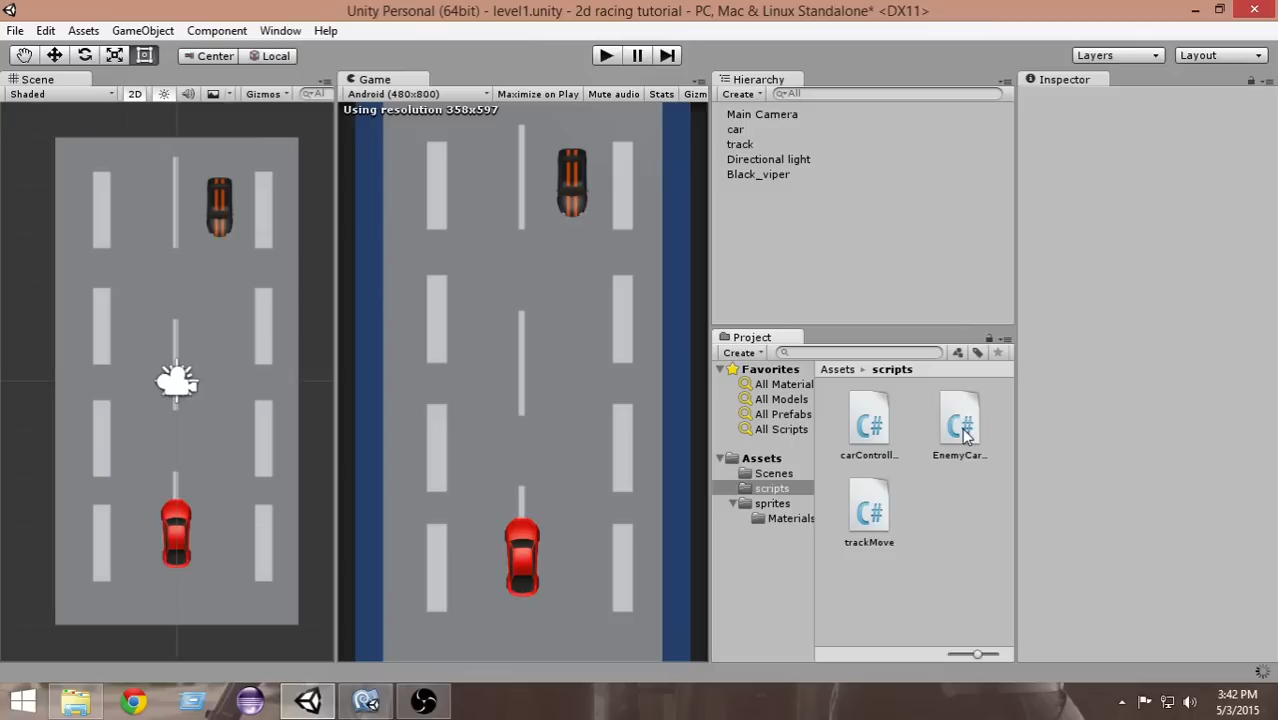 Unity Personal (64bit) - level1.unity - 2d racing tutorial - PC, Mac & Linux Standalone* <DX11>
File Edit Assets GameObject Component Window Help
Center Local Layers Layout
Scene Game Hierarchy Inspector
Shaded 2D Gizmos All Android (480x800) Maximize on Play Mute audio Stats Gizm Create All
Using resolution 358x597
Main Camera
car
track
Directional light
Black_viper
Project
Create
Favorites
All Material
All Models
All Prefabs
All Scripts
Assets
Scenes
scripts
sprites
Materials
Assets scripts
C# C#
carControll... EnemyCar...
C#
trackMove
3:42 PM
5/3/2015